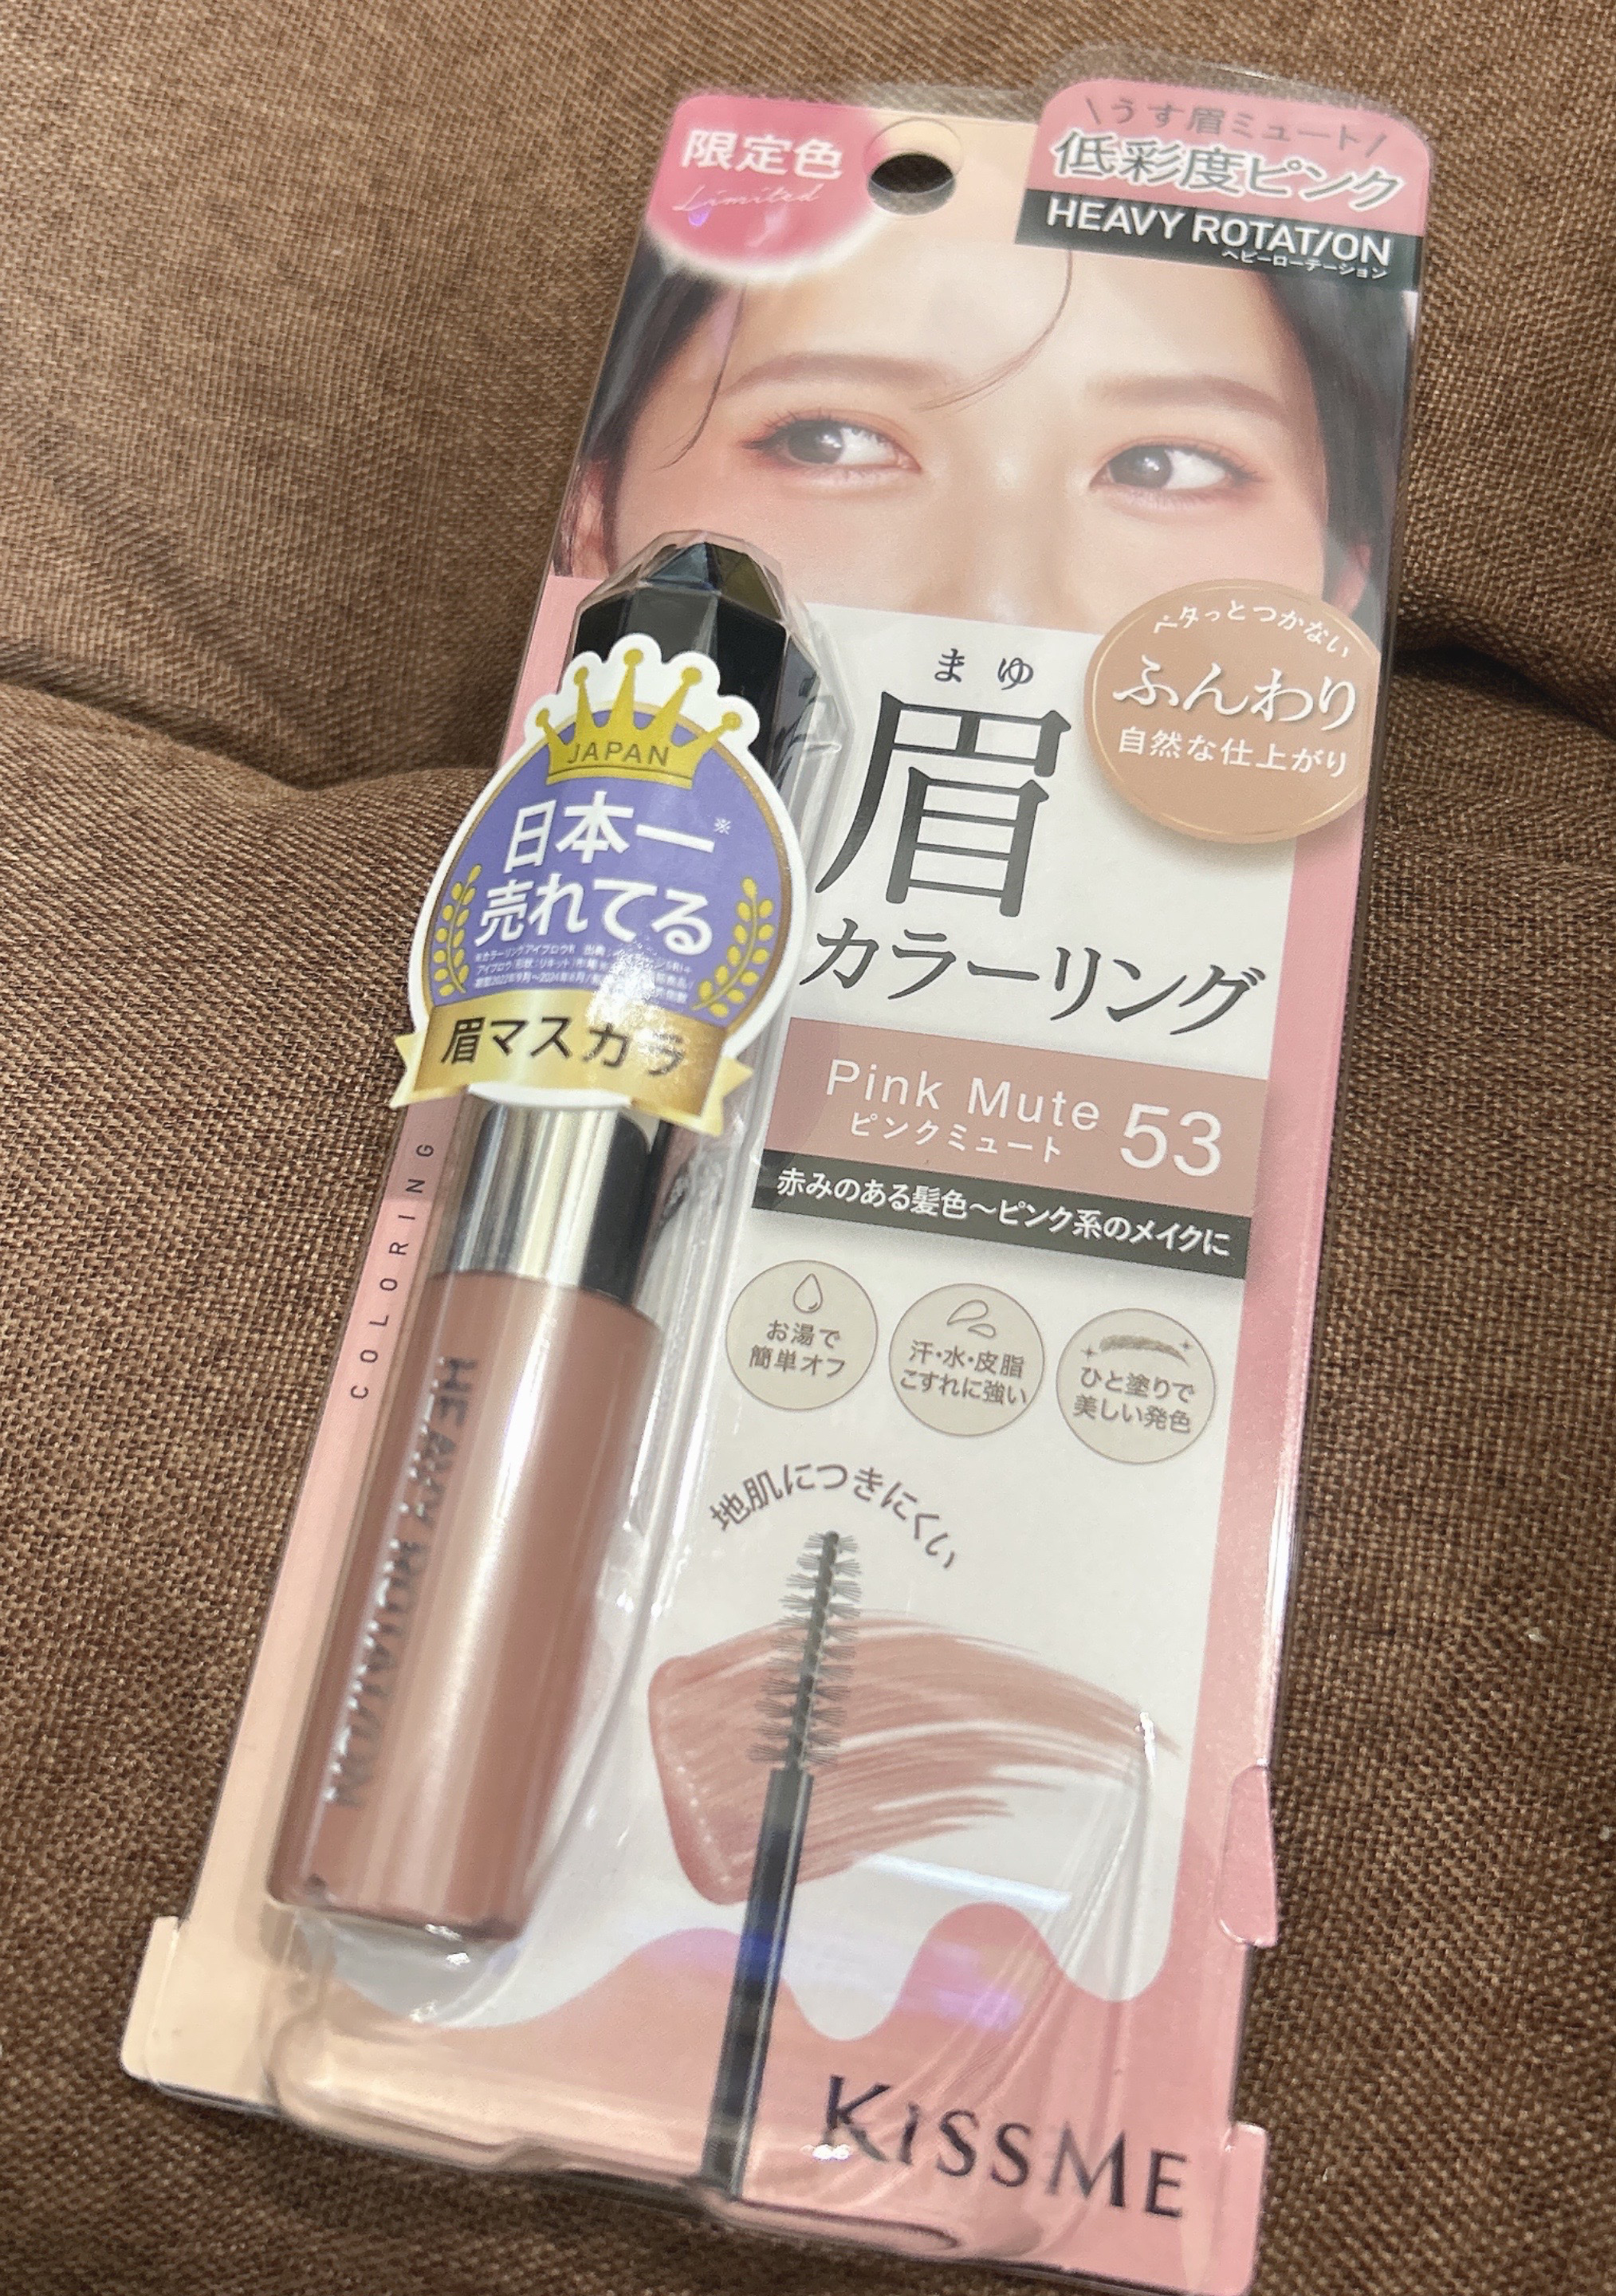 限定色
Limited
\うす眉ミュート/
低彩度ピンク
HEAVY ROTATION
ヘビーローテーション
ペタっとつかない
ふんわり
自然な仕上がり
まゆ
眉
カラーリング
JAPAN
日本一※
売れてる
眉マスカラ
Pink Mute 53
ピンクミュート
赤みのある髪色～ピンク系のメイクに
お湯で
簡単オフ
汗・水・皮脂
こすれに強い
ひと塗りで
美しい発色
COLORING
HEAVY ROTATION
地肌につきにくい
KISSME